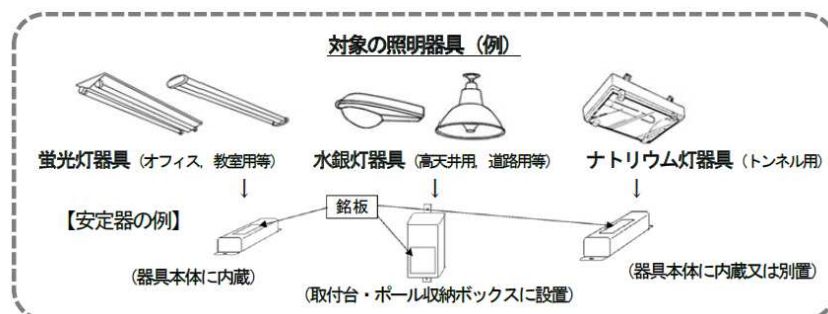 対象の照明器具（例）
蛍光灯器具（オフィス，教室用等）
水銀灯器具（高天井用，道路用等）
ナトリウム灯器具（トンネル用）
↓ ↓ ↓
【安定器の例】
銘板
（器具本体に内蔵）
（取付台・ポール収納ボックスに設置）
（器具本体に内蔵又は別置）